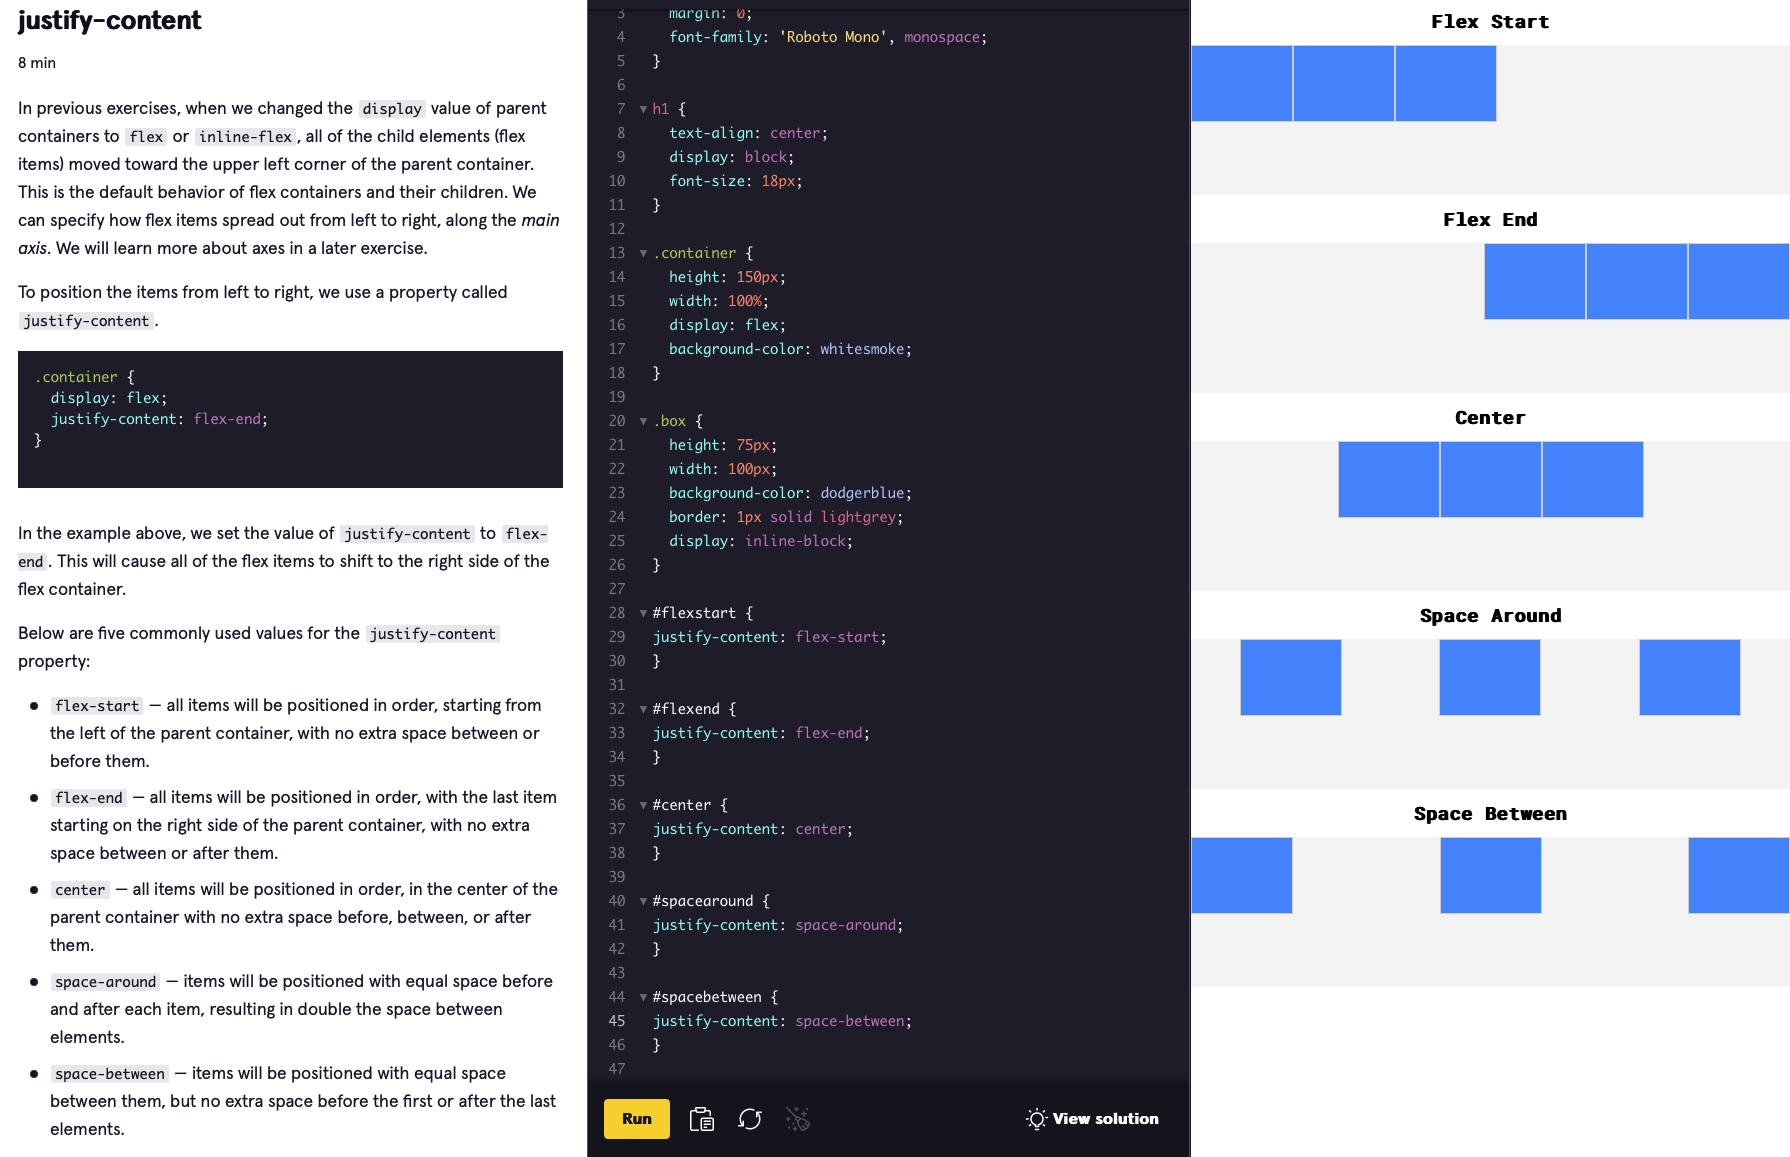 justify-content
8 min
In previous exercises, when we changed the display value of parent
containers to flex or inline-flex, all of the child elements (flex
items) moved toward the upper left corner of the parent container.
This is the default behavior of flex containers and their children. We
can specify how flex items spread out from left to right, along the main
axis. We will learn more about axes in a later exercise.
To position the items from left to right, we use a property called
justify-content.
.container {
  display: flex;
  justify-content: flex-end;
}
In the example above, we set the value of justify-content to flex-
end. This will cause all of the flex items to shift to the right side of the
flex container.
Below are five commonly used values for the justify-content
property:
• flex-start — all items will be positioned in order, starting from
the left of the parent container, with no extra space between or
before them.
• flex-end — all items will be positioned in order, with the last item
starting on the right side of the parent container, with no extra
space between or after them.
• center — all items will be positioned in order, in the center of the
parent container with no extra space before, between, or after
them.
• space-around — items will be positioned with equal space before
and after each item, resulting in double the space between
elements.
• space-between — items will be positioned with equal space
between them, but no extra space before the first or after the last
elements.
3   margin: 0;
4   font-family: 'Roboto Mono', monospace;
5 }
6
7 h1 {
8   text-align: center;
9   display: block;
10   font-size: 18px;
11 }
12
13 .container {
14   height: 150px;
15   width: 100%;
16   display: flex;
17   background-color: whitesmoke;
18 }
19
20 .box {
21   height: 75px;
22   width: 100px;
23   background-color: dodgerblue;
24   border: 1px solid lightgrey;
25   display: inline-block;
26 }
27
28 #flexstart {
29 justify-content: flex-start;
30 }
31
32 #flexend {
33 justify-content: flex-end;
34 }
35
36 #center {
37 justify-content: center;
38 }
39
40 #spacearound {
41 justify-content: space-around;
42 }
43
44 #spacebetween {
45 justify-content: space-between;
46 }
47
Run
View solution
Flex Start
Flex End
Center
Space Around
Space Between